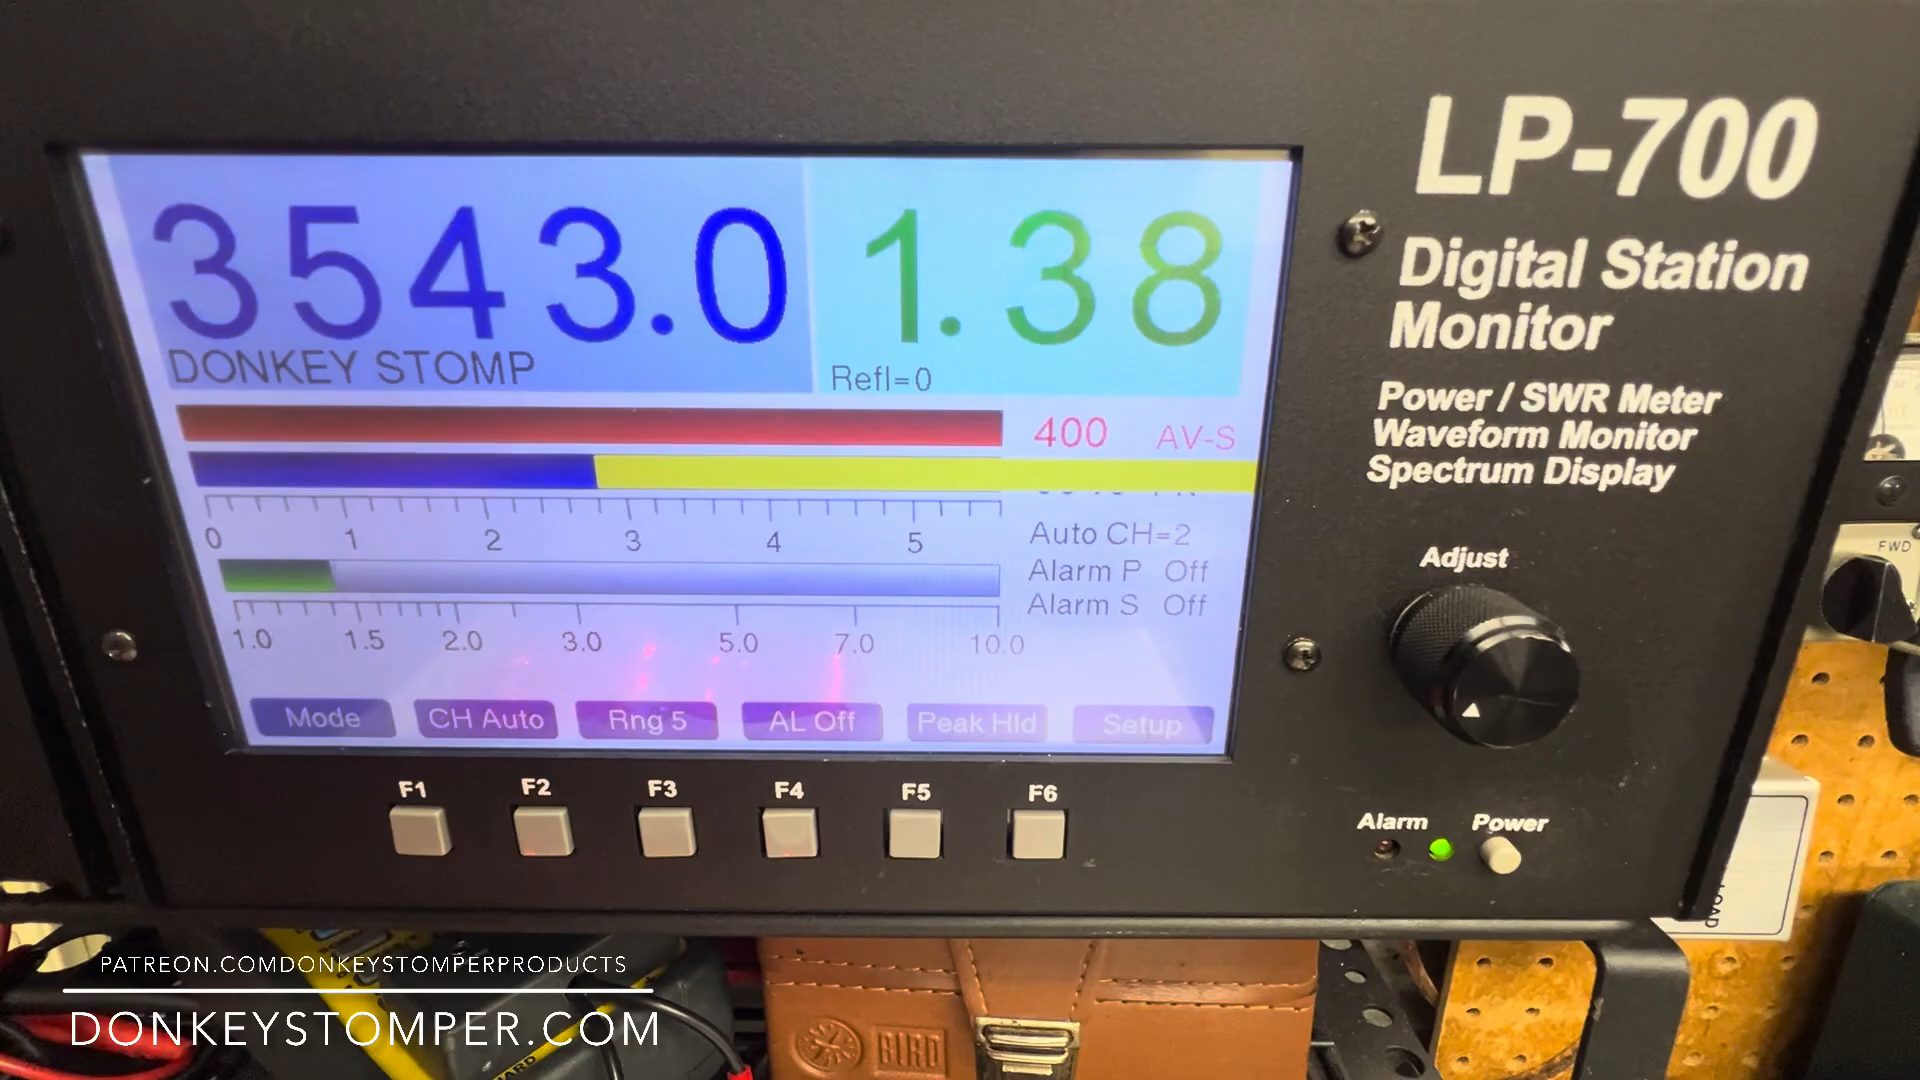 LP-700
Digital Station
Monitor
Power / SWR Meter
Waveform Monitor
Spectrum Display
3543.0
1.38
DONKEY STOMP
Refl=0
400 AV-S
0 1 2 3 4 5
Auto CH=2
Alarm P Off
Alarm S Off
1.0 1.5 2.0 3.0 5.0 7.0 10.0
Mode CH Auto Rng 5 AL Off Peak Hld Setup
F1 F2 F3 F4 F5 F6
Adjust
Alarm Power
FWD
PATREON.COMDONKEYSTOMPERPRODUCTS
DONKEYSTOMPER.COM
BIRD